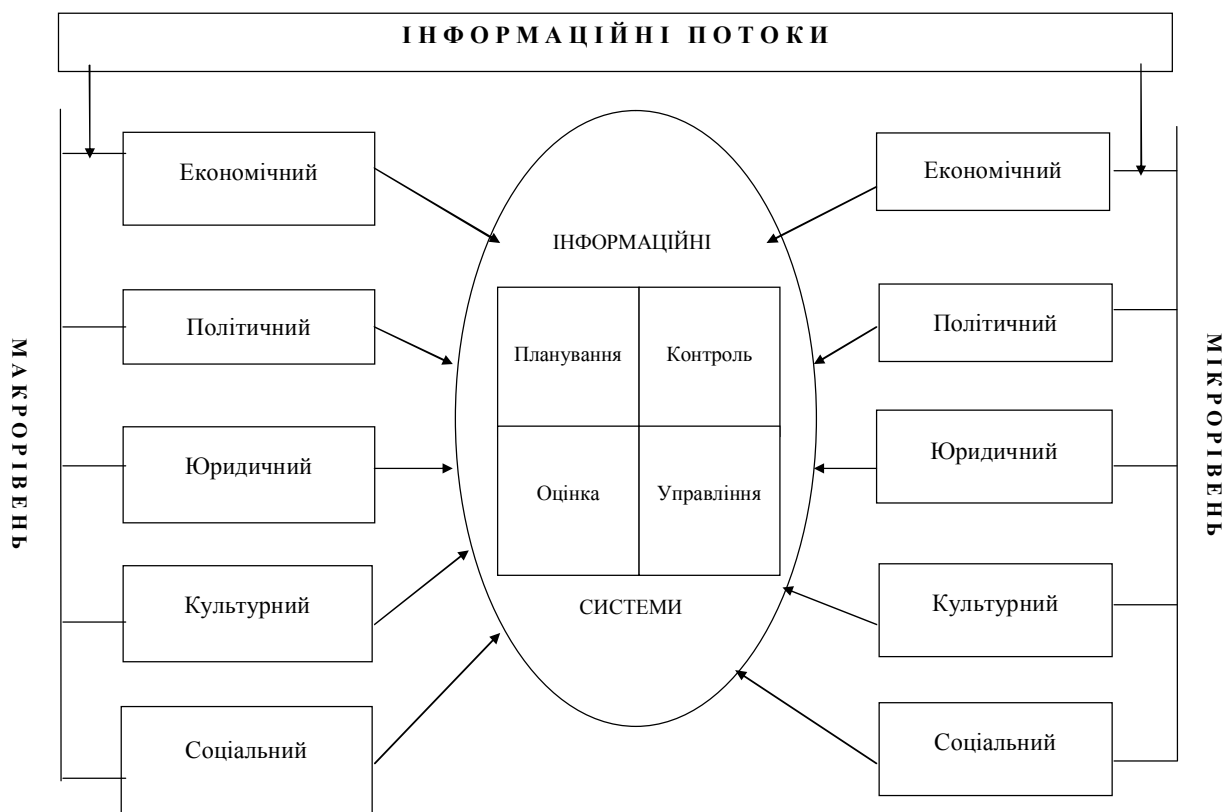 ІНФОРМАЦІЙНІ ПОТОКИ
МАКРОРІВЕНЬ
Економічний
Політичний
Юридичний
Культурний
Соціальний
ІНФОРМАЦІЙНІ
Планування
Контроль
Оцінка
Управління
СИСТЕМИ
Економічний
Політичний
Юридичний
Культурний
Соціальний
МІКРОРІВЕНЬ